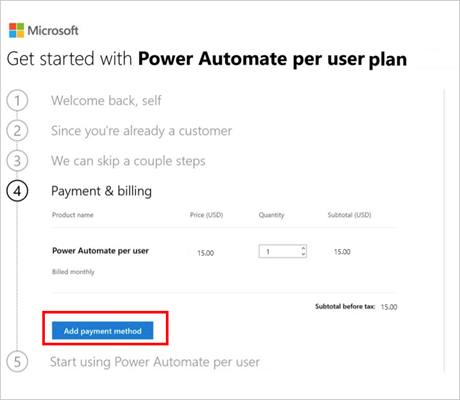 Microsoft
Get started with Power Automate per user plan
1 Welcome back, self
2 Since you're already a customer
3 We can skip a couple steps
4 Payment & billing
Product name Price (USD) Quantity Subtotal (USD)
Power Automate per user 15.00 1 15.00
Billed monthly
Subtotal before tax: 15.00
Add payment method
5 Start using Power Automate per user